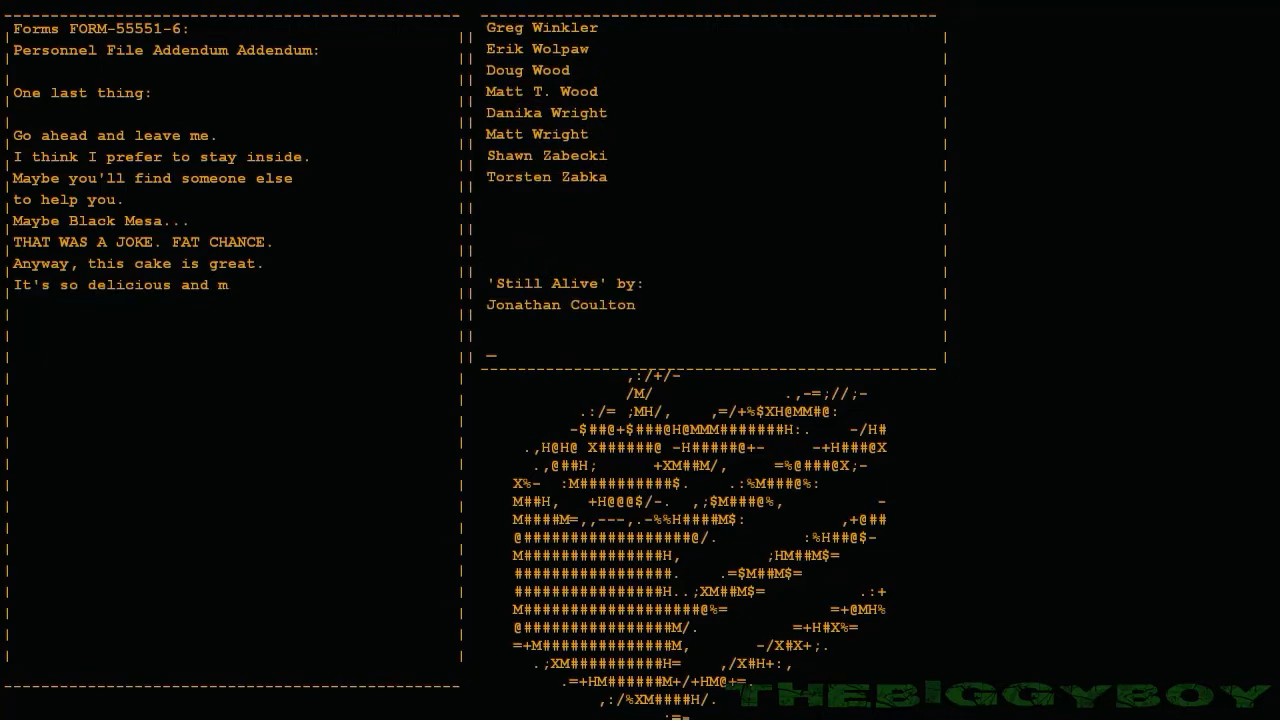 Forms FORM-55551-6:
Personnel File Addendum Addendum:
One last thing:
Go ahead and leave me.
I think I prefer to stay inside.
Maybe you'll find someone else
to help you.
Maybe Black Mesa...
THAT WAS A JOKE. FAT CHANCE.
Anyway, this cake is great.
It's so delicious and m
Greg Winkler
Erik Wolpaw
Doug Wood
Matt T. Wood
Danika Wright
Matt Wright
Shawn Zabecki
Torsten Zabka
'Still Alive' by:
Jonathan Coulton
THEBIGGYBOY